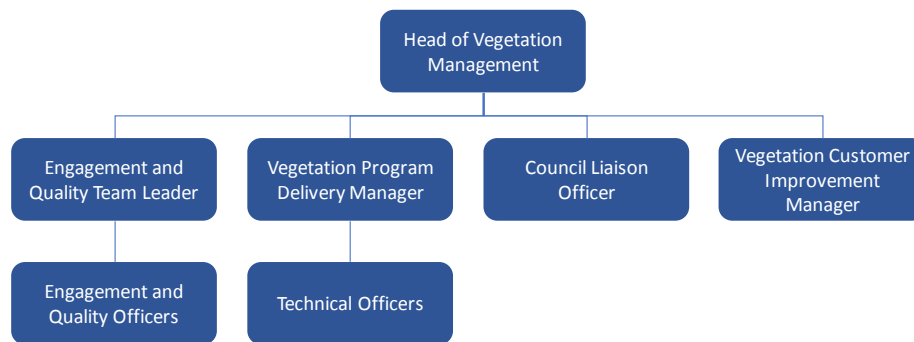 Head of Vegetation
Management
Engagement and
Quality Team Leader
Vegetation Program
Delivery Manager
Council Liaison
Officer
Vegetation Customer
Improvement
Manager
Engagement and
Quality Officers
Technical Officers